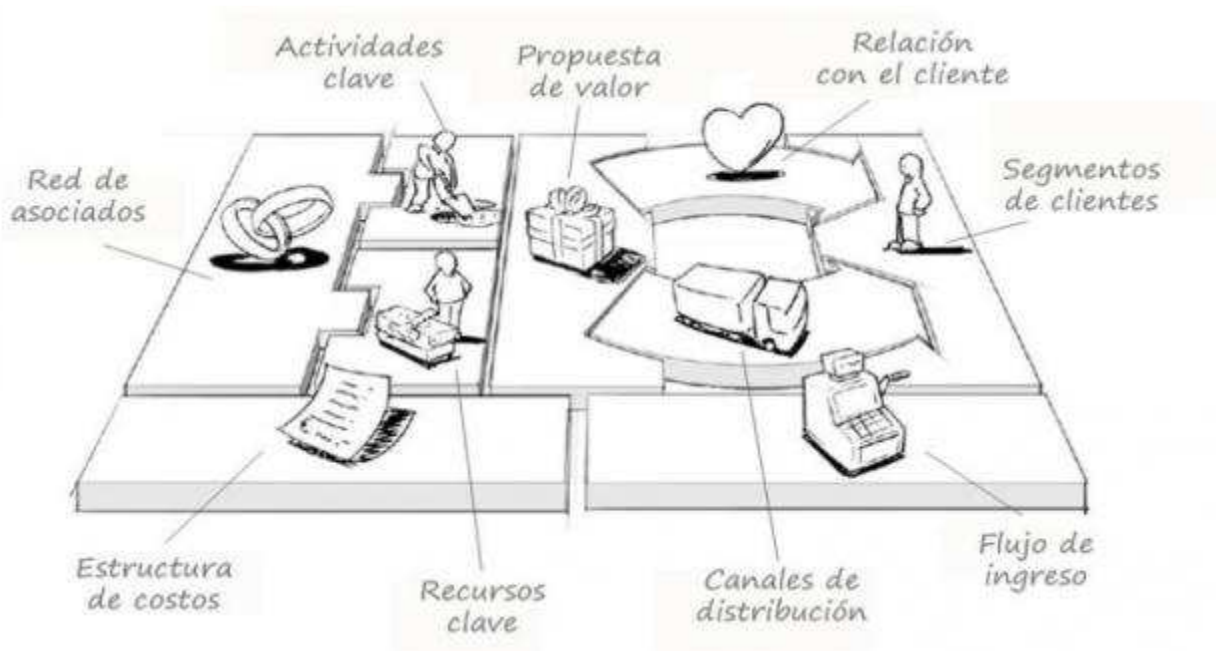 Actividades
clave
Propuesta
de valor
Relación
con el cliente
Red de
asociados
Segmentos
de clientes
Estructura
de costos
Recursos
clave
Canales de
distribución
Flujo de
ingreso